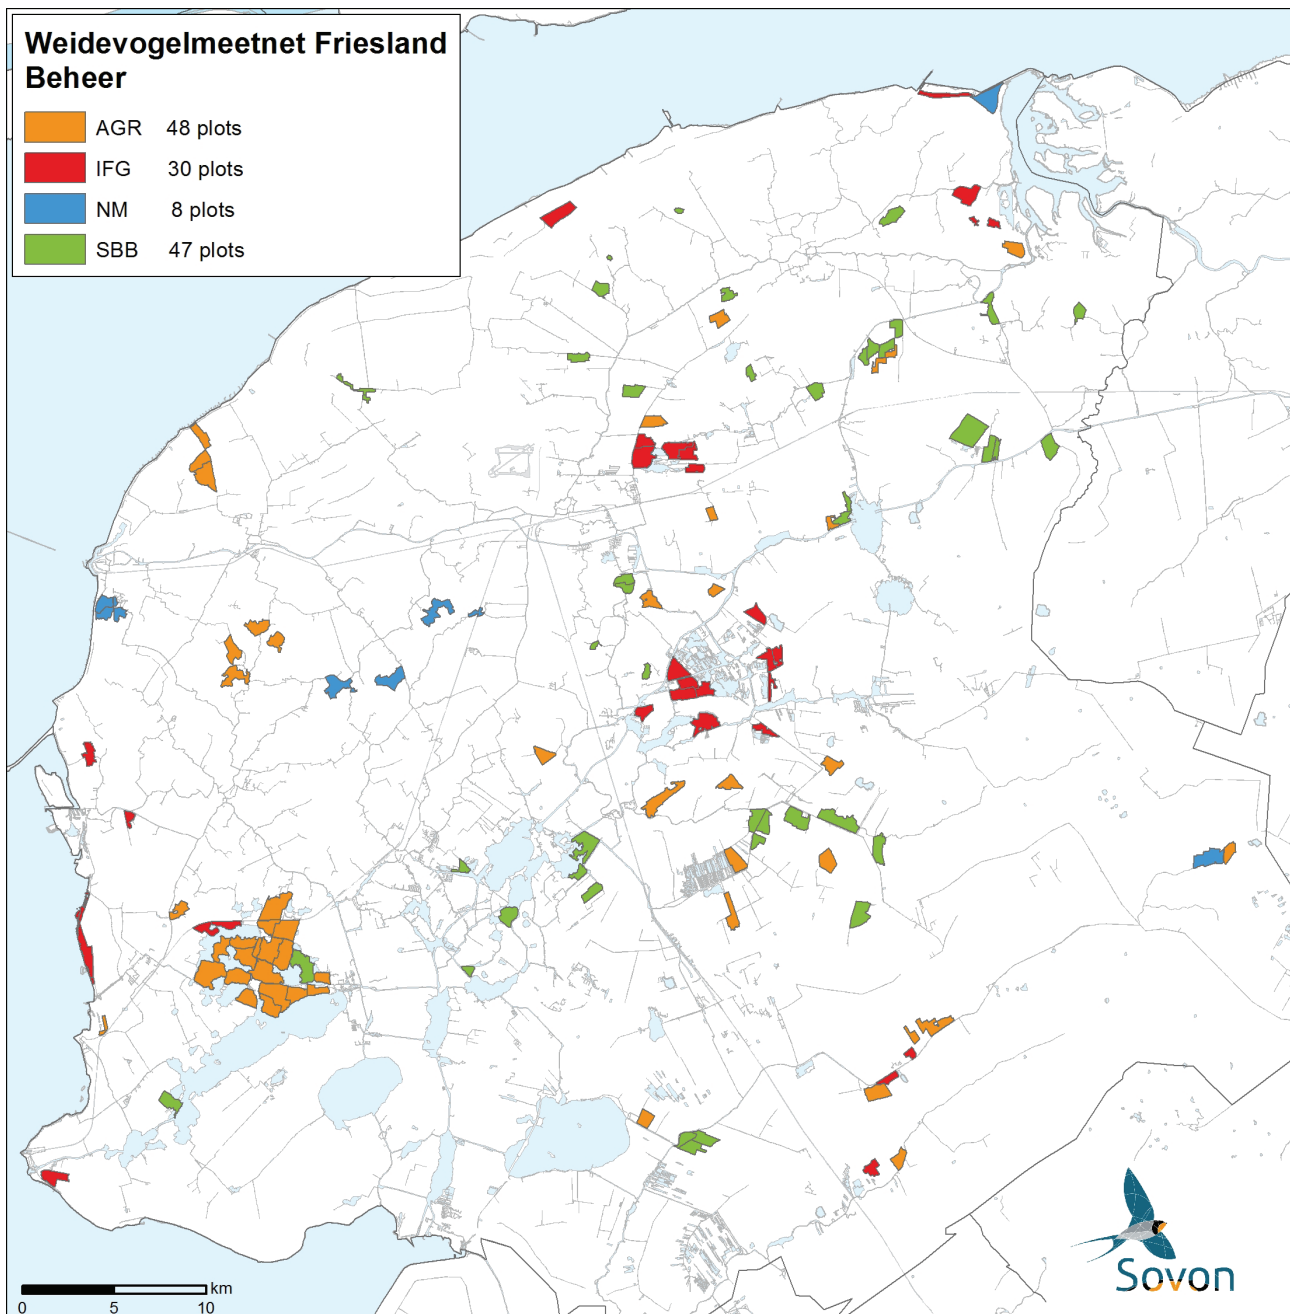 Weidevogelmeetnet Friesland
Beheer
AGR 48 plots
IFG 30 plots
NM 8 plots
SBB 47 plots
km
0 5 10
Sovon